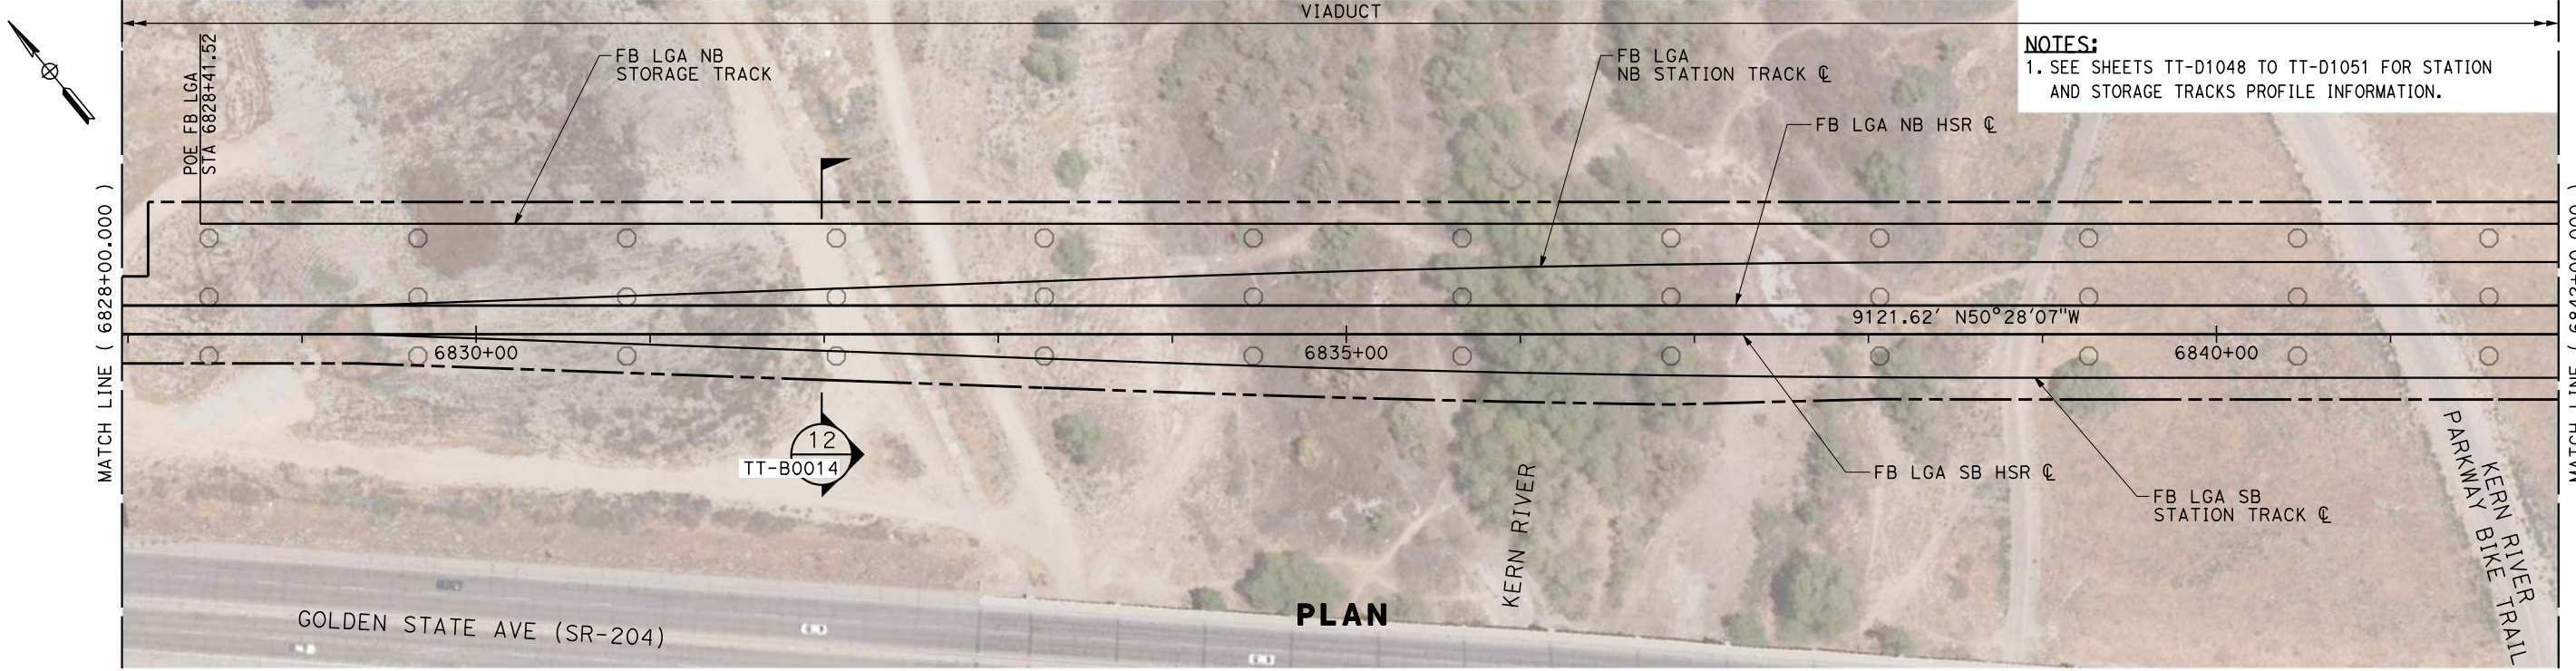 VIADUCT
NOTES:
1. SEE SHEETS TT-D1048 TO TT-D1051 FOR STATION
AND STORAGE TRACKS PROFILE INFORMATION.
POE FB LGA
STA 6828+41.52
FB LGA NB
STORAGE TRACK
FB LGA
NB STATION TRACK ℄
FB LGA NB HSR ℄
MATCH LINE ( 6828+00.000 )
9121.62' N50°28'07"W
6830+00
6835+00
6840+00
12
TT-B0014
FB LGA SB HSR ℄
FB LGA SB
STATION TRACK ℄
KERN RIVER
KERN RIVER
PARKWAY BIKE TRAIL
GOLDEN STATE AVE (SR-204)
PLAN